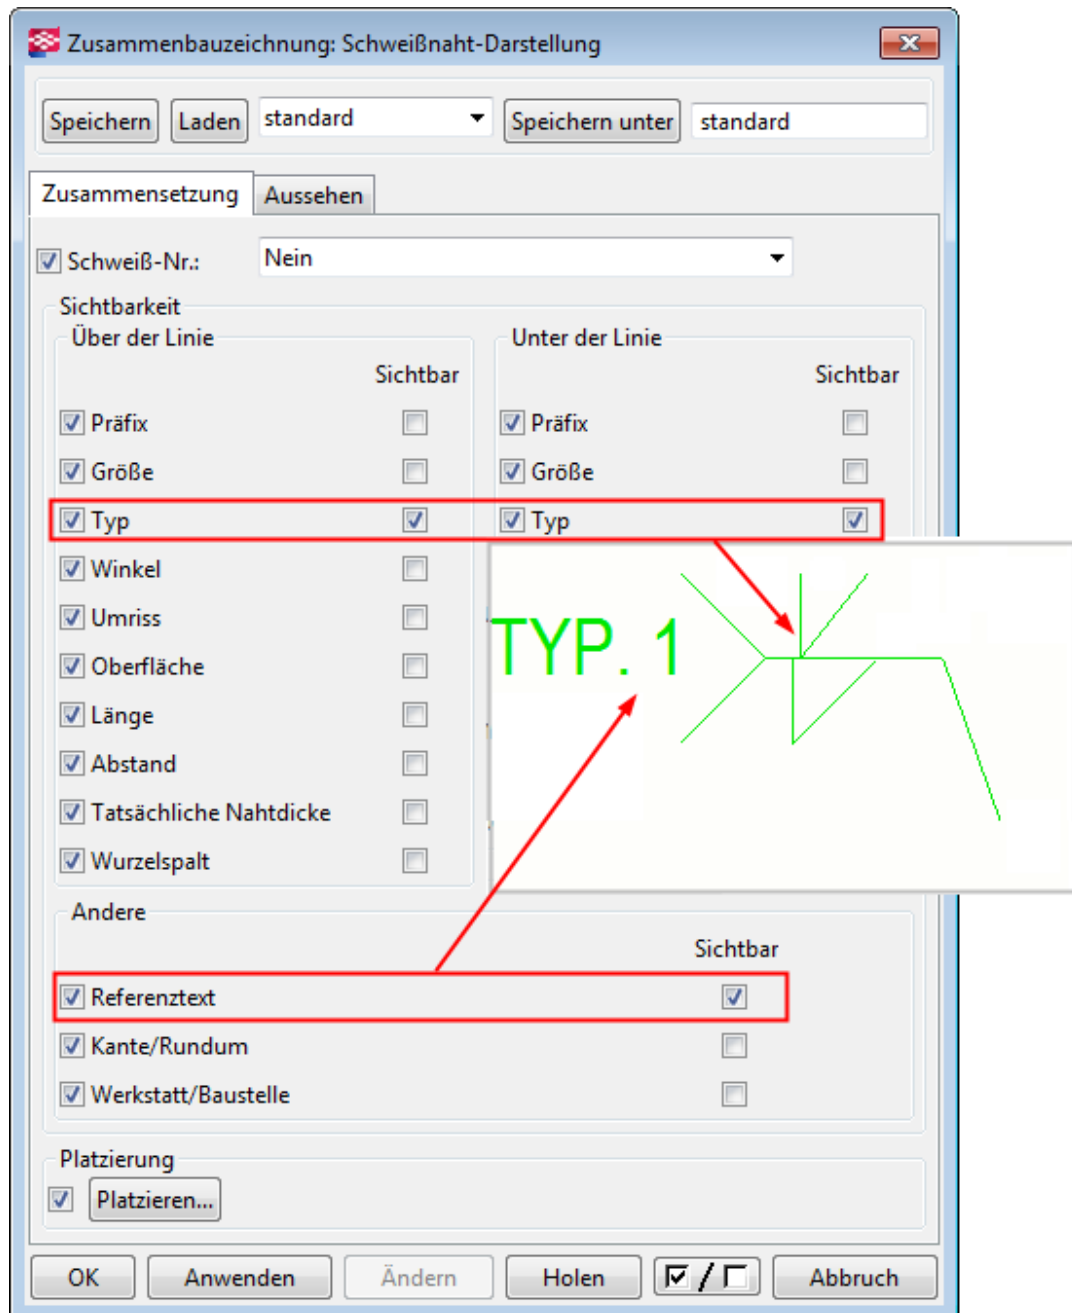 Zusammenbauzeichnung: Schweißnaht-Darstellung
Speichern Laden standard Speichern unter standard
Zusammensetzung Aussehen
Schweiß-Nr.: Nein
Sichtbarkeit
Über der Linie Unter der Linie
Sichtbar Sichtbar
Präfix Präfix
Größe Größe
Typ Typ
Winkel
Umriss
TYP. 1
Oberfläche
Länge
Abstand
Tatsächliche Nahtdicke
Wurzelspalt
Andere
Sichtbar
Referenztext
Kante/Rundum
Werkstatt/Baustelle
Platzierung
Platzieren...
OK Anwenden Ändern Holen / Abbruch